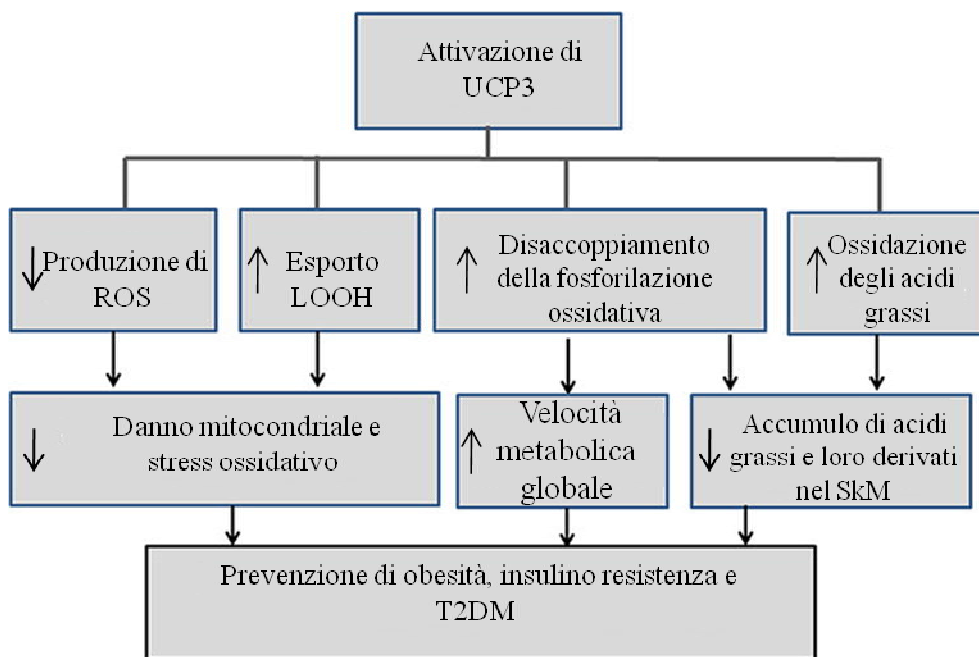 Attivazione di
UCP3
↓ Produzione di
ROS
↑ Esporto
LOOH
↑ Disaccoppiamento
della fosforilazione
ossidativa
↑ Ossidazione
degli acidi
grassi
↓ Danno mitocondriale e
stress ossidativo
↑ Velocità
metabolica
globale
↓ Accumulo di acidi
grassi e loro derivati
nel SkM
Prevenzione di obesità, insulino resistenza e
T2DM